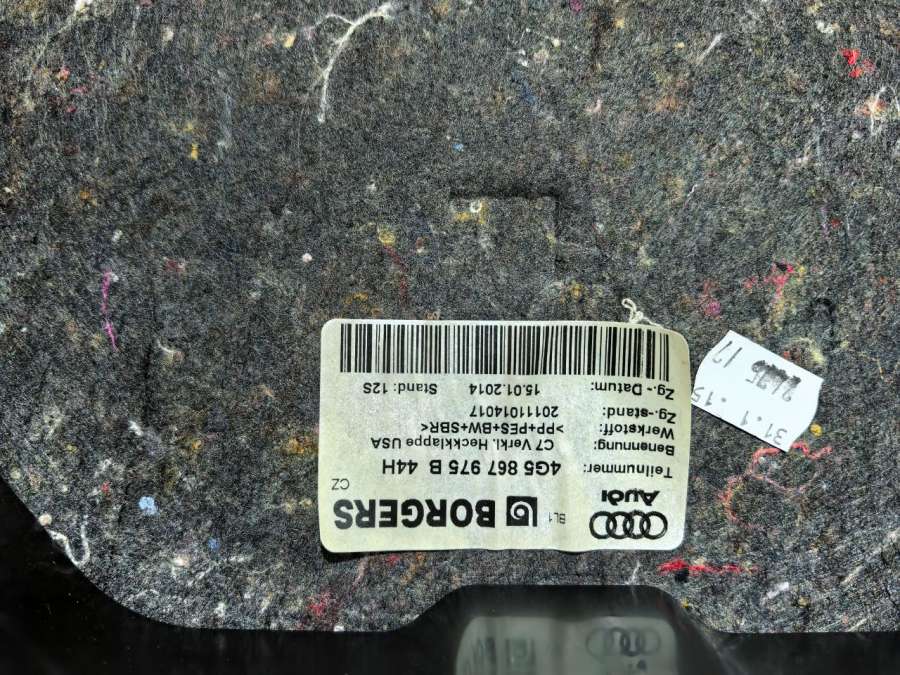 Audi
BL1
BORGERS
CZ
Teilnummer: 4G5 867 975 B 44H
Benennung: C7 Verkl. Heckklappe USA
Werkstoff: >PP+PES+BW+SBR<
Zg.-stand: 20111014017
Zg.-Datum: 15.01.2014 Stand: 12S
31.1.15
17